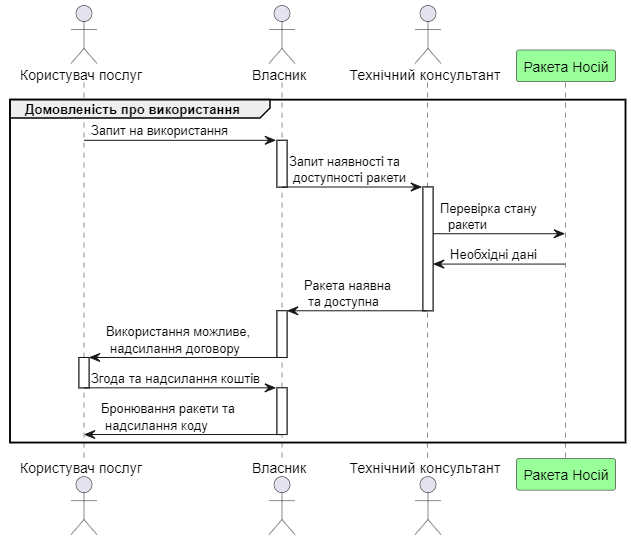 Користувач послуг
Власник
Технічний консультант
Ракета Носій
Домовленість про використання
Запит на використання
Запит наявності та
доступності ракети
Перевірка стану
ракети
Необхідні дані
Ракета наявна
та доступна
Використання можливе,
надсилання договору
Згода та надсилання коштів
Бронювання ракети та
надсилання коду
Користувач послуг
Власник
Технічний консультант
Ракета Носій